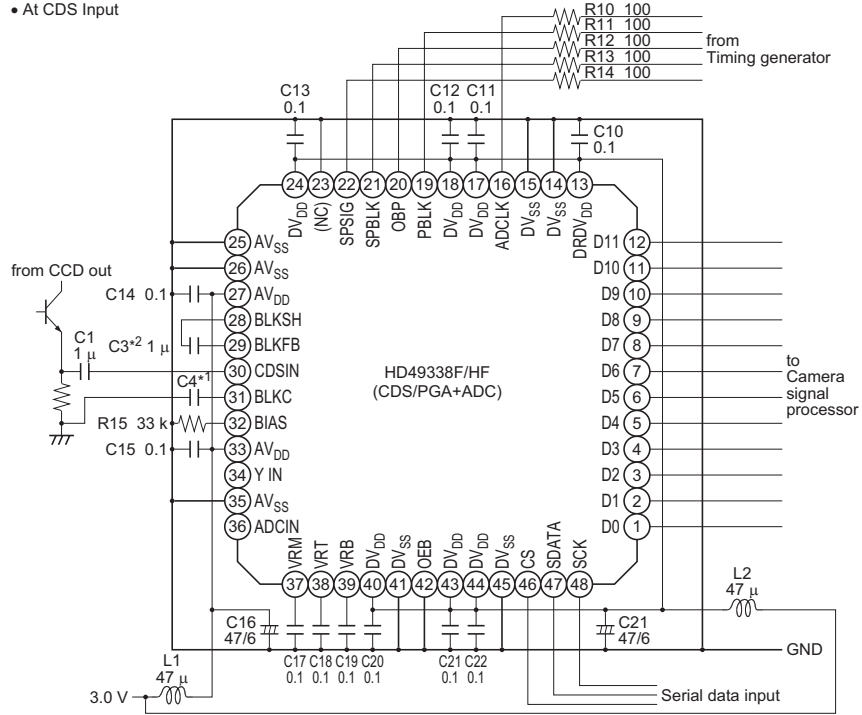 • At CDS Input
R10 100
R11 100
R12 100
R13 100
R14 100
from
Timing generator
C13
0.1
C12
0.1
C11
0.1
C10
0.1
24 23 22 21 20 19 18 17 16 15 14 13
DVDD (NC) SPSIG SPBLK OBP PBLK DVDD DVDD ADCLK DVSS DVSS DRDVDD
from CCD out
C1
1 μ
C14 0.1
C3*2 1 μ
C4*1
R15 33 k
C15 0.1
25 AVSS
26 AVSS
27 AVDD
28 BLKSH
29 BLKFB
30 CDSIN
31 BLKC
32 BIAS
33 AVDD
34 Y IN
35 AVSS
36 ADCIN
HD49338F/HF
(CDS/PGA+ADC)
D11 12
D10 11
D9 10
D8 9
D7 8
D6 7
D5 6
D4 5
D3 4
D2 3
D1 2
D0 1
to
Camera
signal
processor
VRM VRT VRB DVDD DVSS OEB DVDD DVDD DVSS CS SDATA SCK
37 38 39 40 41 42 43 44 45 46 47 48
L2
47 μ
C16
47/6
C17
0.1
C18
0.1
C19
0.1
C20
0.1
C21
0.1
C22
0.1
C21
47/6
GND
L1
47 μ
3.0 V
Serial data input